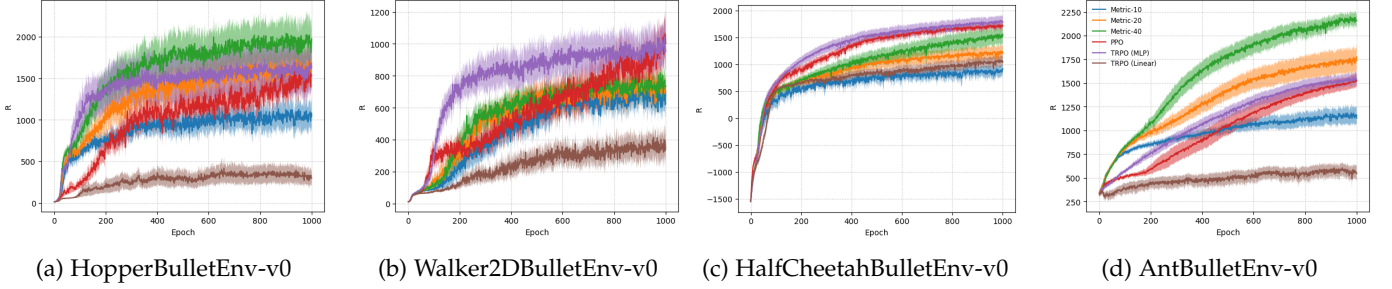 2000
1500
1000
500
0
R
0 200 400 600 800 1000
Epoch
(a) HopperBulletEnv-v0
1200
1000
800
600
400
200
0
R
0 200 400 600 800 1000
Epoch
(b) Walker2DBulletEnv-v0
1500
1000
500
0
−500
−1000
−1500
R
0 200 400 600 800 1000
Epoch
(c) HalfCheetahBulletEnv-v0
2250
2000
1750
1500
1250
1000
750
500
250
R
Metric-10
Metric-20
Metric-40
PPO
TRPO (MLP)
TRPO (Linear)
0 200 400 600 800 1000
Epoch
(d) AntBulletEnv-v0